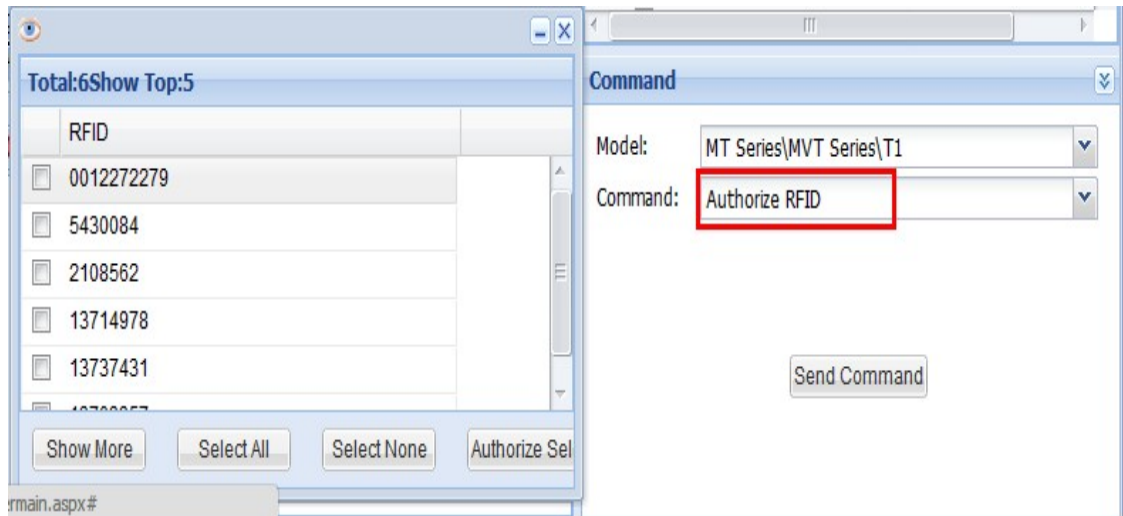 Total:6Show Top:5
RFID
0012272279
5430084
2108562
13714978
13737431
Show More
Select All
Select None
Authorize Sel
rmain.aspx#
Command
Model:
MT Series\MVT Series\T1
Command:
Authorize RFID
Send Command